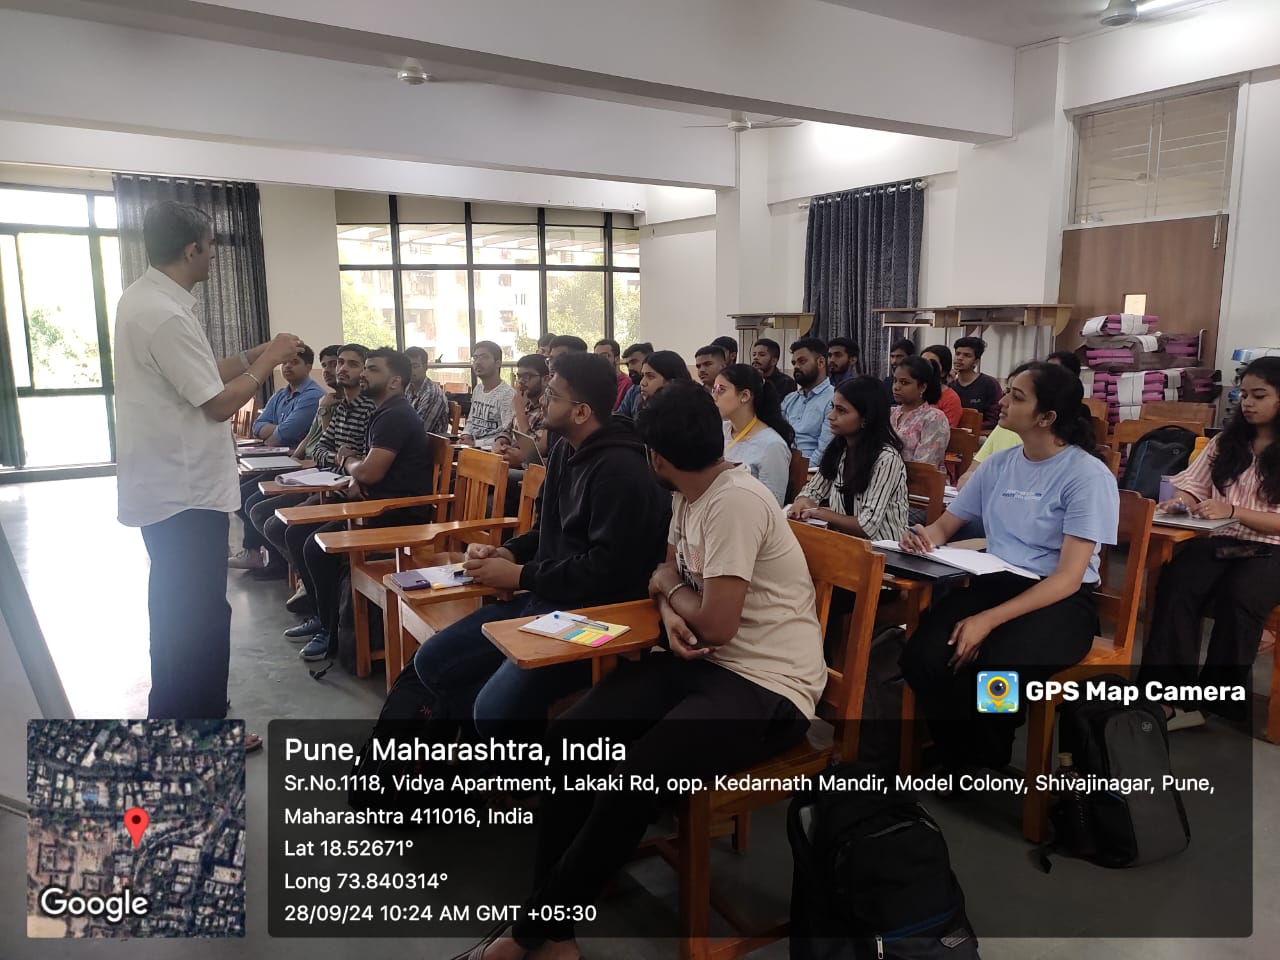 GPS Map Camera
Pune, Maharashtra, India
Sr.No.1118, Vidya Apartment, Lakaki Rd, opp. Kedarnath Mandir, Model Colony, Shivajinagar, Pune,
Maharashtra 411016, India
Lat 18.52671°
Long 73.840314°
28/09/24 10:24 AM GMT +05:30
Google